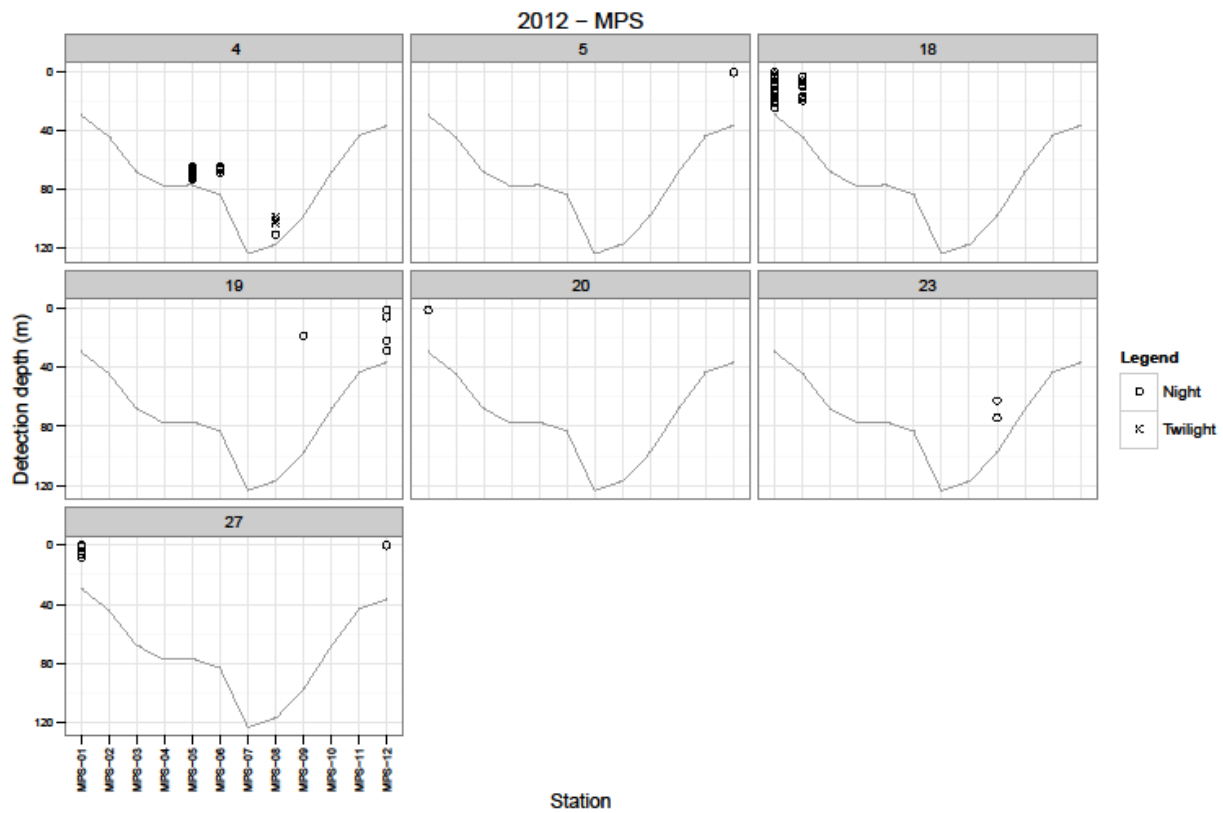 2012 – MPS
4 5 18
0
40
80
120
19 20 23
0
40
80
120
Detection depth (m)
Legend
Night
Twilight
27
0
40
80
120
MPS-01 MPS-02 MPS-03 MPS-04 MPS-05 MPS-06 MPS-07 MPS-08 MPS-09 MPS-10 MPS-11 MPS-12
Station